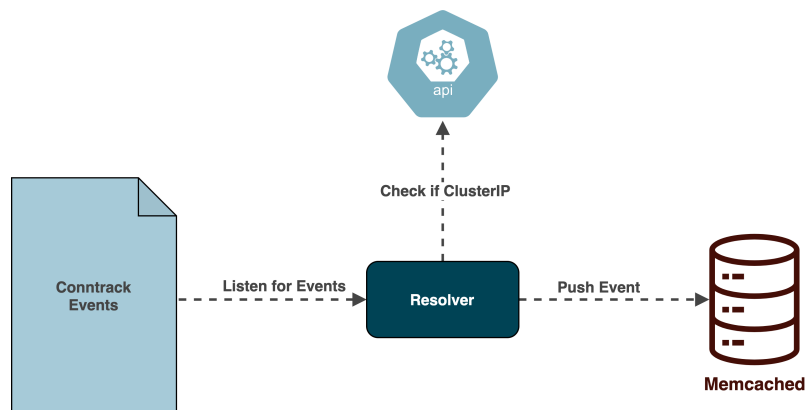 api
Check if ClusterIP
Conntrack
Events
Listen for Events
Resolver
Push Event
Memcached